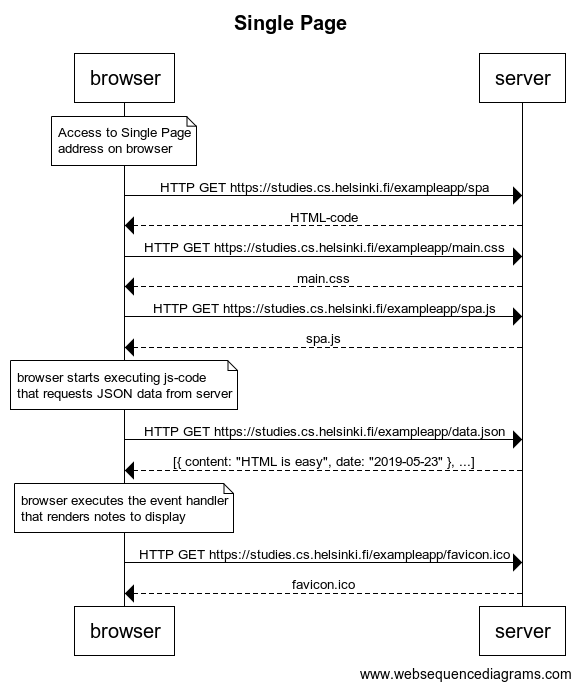 Single Page
browser
server
Access to Single Page
address on browser
HTTP GET https://studies.cs.helsinki.fi/exampleapp/spa
HTML-code
HTTP GET https://studies.cs.helsinki.fi/exampleapp/main.css
main.css
HTTP GET https://studies.cs.helsinki.fi/exampleapp/spa.js
spa.js
browser starts executing js-code
that requests JSON data from server
HTTP GET https://studies.cs.helsinki.fi/exampleapp/data.json
[{ content: "HTML is easy", date: "2019-05-23" }, ...]
browser executes the event handler
that renders notes to display
HTTP GET https://studies.cs.helsinki.fi/exampleapp/favicon.ico
favicon.ico
browser
server
www.websequencediagrams.com